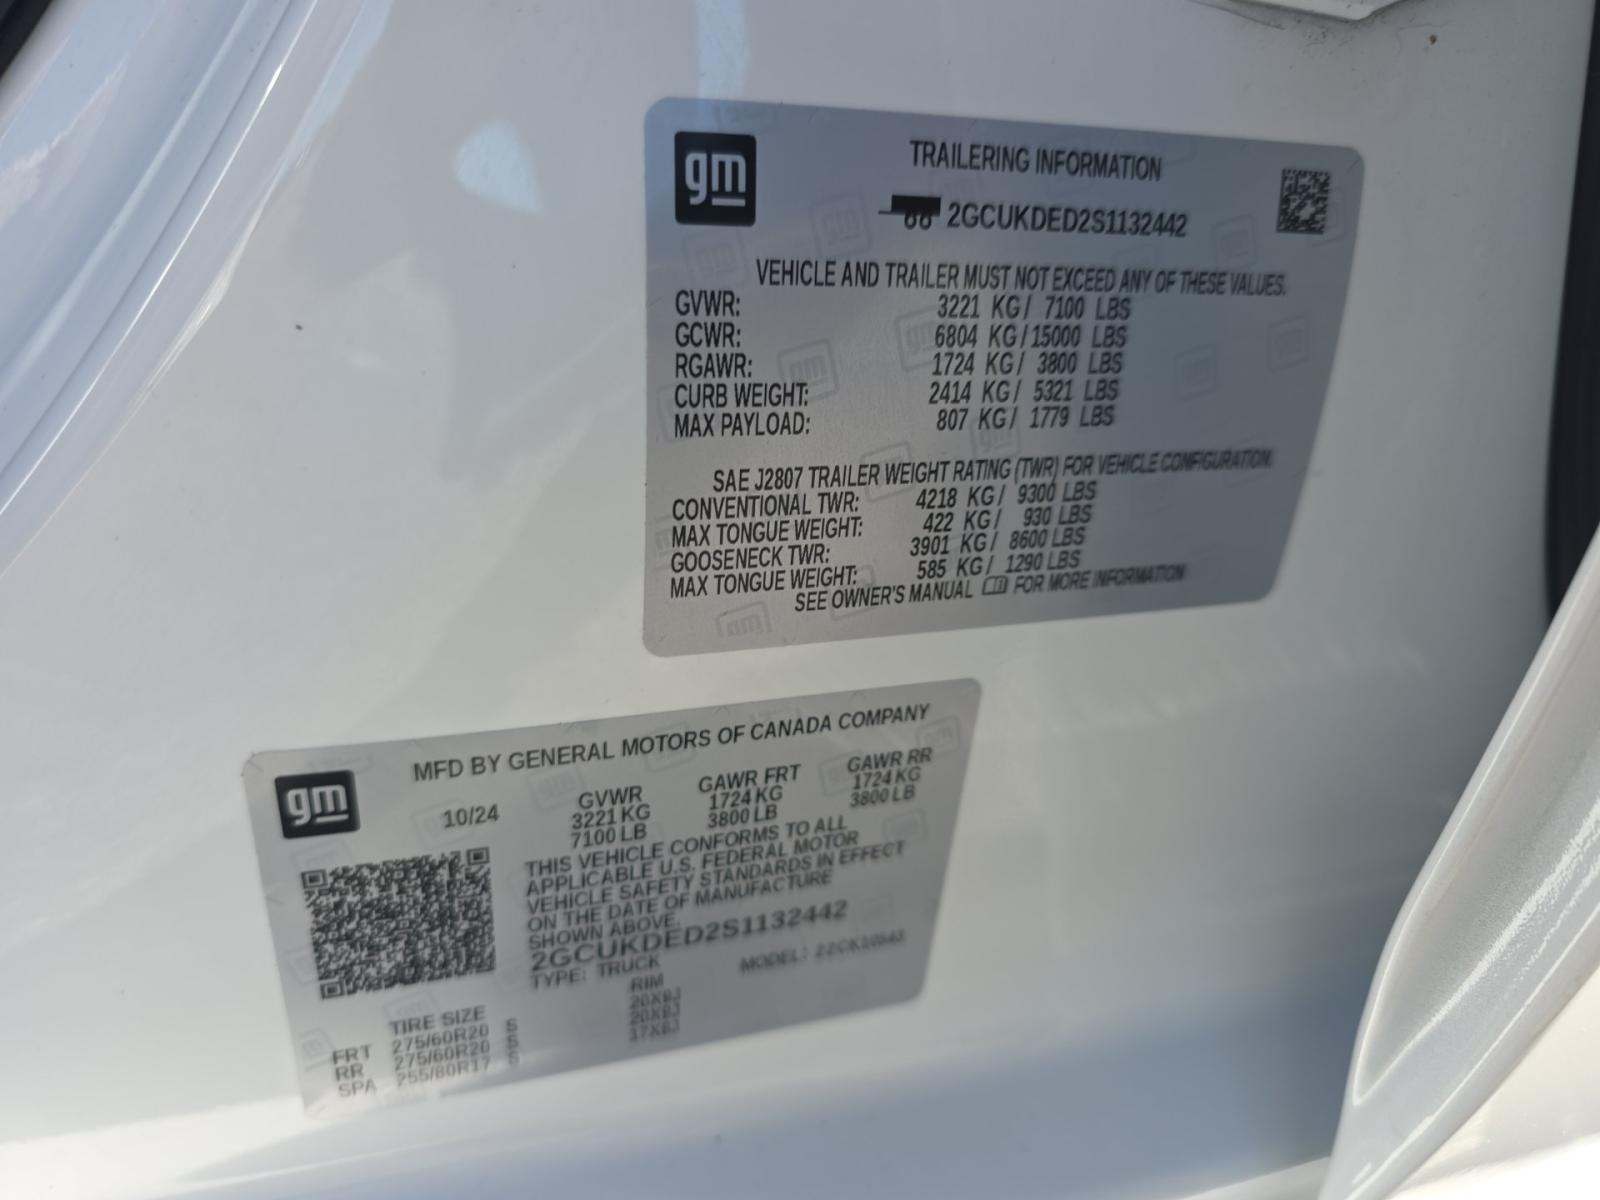 gm
TRAILERING INFORMATION
2GCUKDED2S1132442
VEHICLE AND TRAILER MUST NOT EXCEED ANY OF THESE VALUES.
GVWR: 3221 KG/ 7100 LBS
GCWR: 6804 KG/15000 LBS
RGAWR: 1724 KG/ 3800 LBS
CURB WEIGHT: 2414 KG/ 5321 LBS
MAX PAYLOAD: 807 KG/ 1779 LBS
SAE J2807 TRAILER WEIGHT RATING (TWR) FOR VEHICLE CONFIGURATION
CONVENTIONAL TWR: 4218 KG/ 9300 LBS
MAX TONGUE WEIGHT: 422 KG/ 930 LBS
GOOSENECK TWR: 3901 KG/ 8600 LBS
MAX TONGUE WEIGHT: 585 KG/ 1290 LBS
SEE OWNER'S MANUAL FOR MORE INFORMATION
gm
MFD BY GENERAL MOTORS OF CANADA COMPANY
10/24 GVWR GAWR FRT GAWR RR
3221 KG 1724 KG 1724 KG
7100 LB 3800 LB 3800 LB
THIS VEHICLE CONFORMS TO ALL
APPLICABLE U.S. FEDERAL MOTOR
VEHICLE SAFETY STANDARDS IN EFFECT
ON THE DATE OF MANUFACTURE
SHOWN ABOVE.
2GCUKDED2S1132442
TYPE: TRUCK MODEL:
TIRE SIZE RIM
FRT 275/60R20 S 20X9J
RR 275/60R20 S 20X9J
SPA 255/80R17 S 17X8J